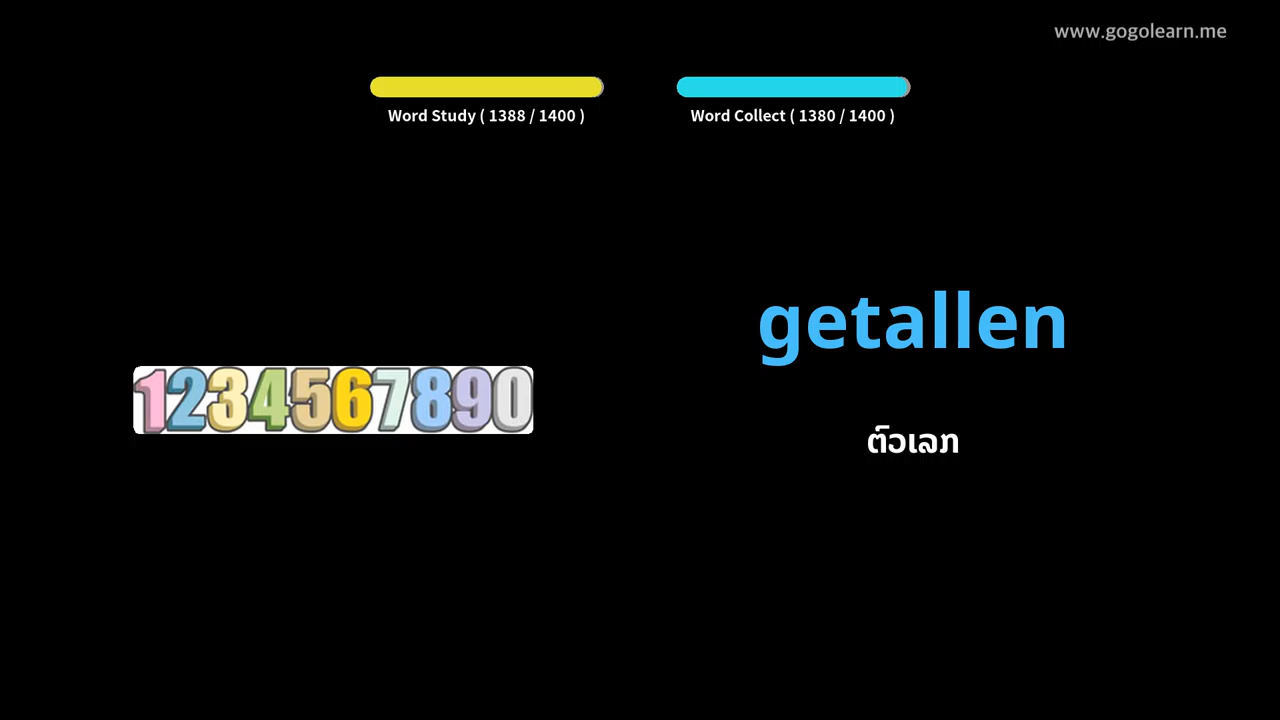 www.gogolearn.me
Word Study ( 1388 / 1400 )
Word Collect ( 1380 / 1400 )
getallen
1234567890
ຕົວເລກ